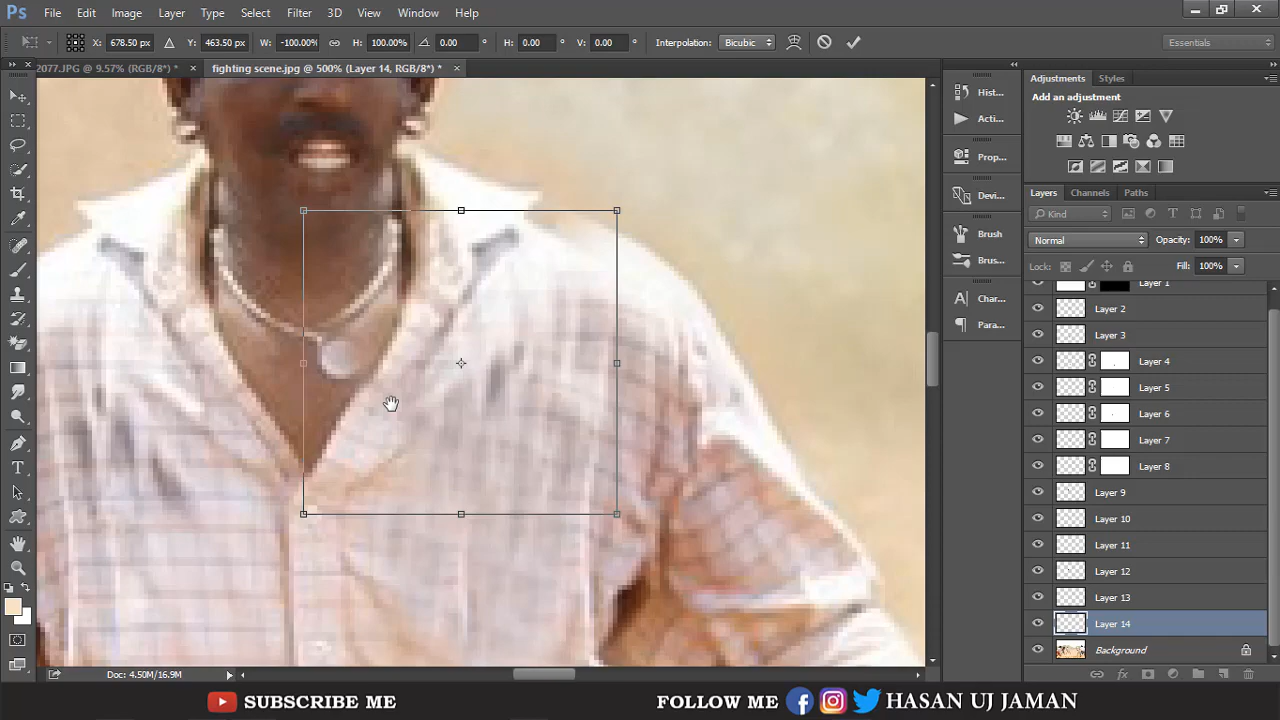 Ps File Edit Image Layer Type Select Filter 3D View Window Help
X: 678.50 px Y: 463.50 px W: -100.00% H: 100.00% 0.00 ° H: 0.00 ° V: 0.00 ° Interpolation: Bicubic Essentials
2077.JPG @ 9.57% (RGB/8*) * × fighting scene.jpg @ 500% (Layer 14, RGB/8*) * ×
Hist...
Acti...
Prop...
Devi...
Brush
Brus...
Char...
Para...
Adjustments Styles
Add an adjustment
Layers Channels Paths
Kind
Normal Opacity: 100%
Lock: Fill: 100%
Layer 1
Layer 2
Layer 3
Layer 4
Layer 5
Layer 6
Layer 7
Layer 8
Layer 9
Layer 10
Layer 11
Layer 12
Layer 13
Layer 14
Background
Doc: 4.50M/16.9M
SUBSCRIBE ME FOLLOW ME HASAN UJ JAMAN